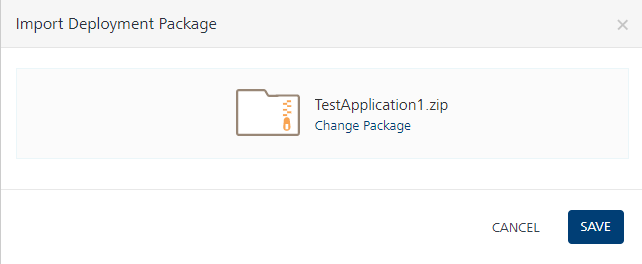 Import Deployment Package
TestApplication1.zip
Change Package
CANCEL
SAVE